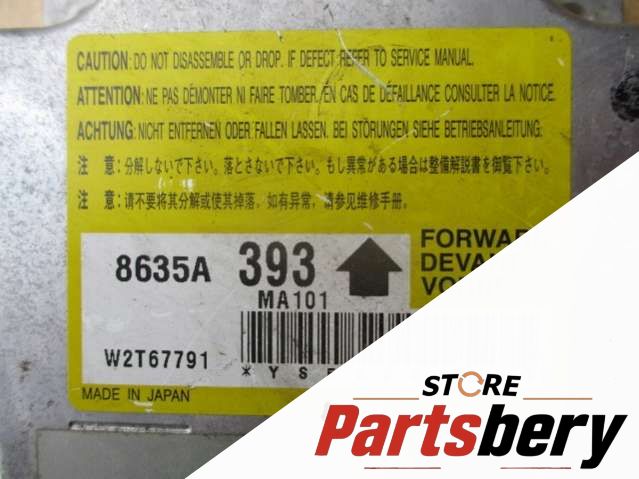 CAUTION: DO NOT DISASSEMBLE OR DROP. IF DEFECT REFER TO SERVICE MANUAL.
ATTENTION: NE PAS DÉMONTER NI FAIRE TOMBER. EN CAS DE DEFAILLANCE CONSULTER LA NOTICE.
ACHTUNG: NICHT ENTFERNEN ODER FALLEN LASSEN. BEI STÖRUNGEN SIEHE BETRIEBSANLEITUNG.
注 意：分解しないで下さい。落とさないで下さい。もし異常がある場合は整備解説書を御覧下さい。
注 意：请不要将其分解或使其掉落，如有异常，请参见维修手册。
8635A 393
MA101
FORWAR
DEVA
VO
W2T67791
*YS
MADE IN JAPAN
STORE
Partsbery